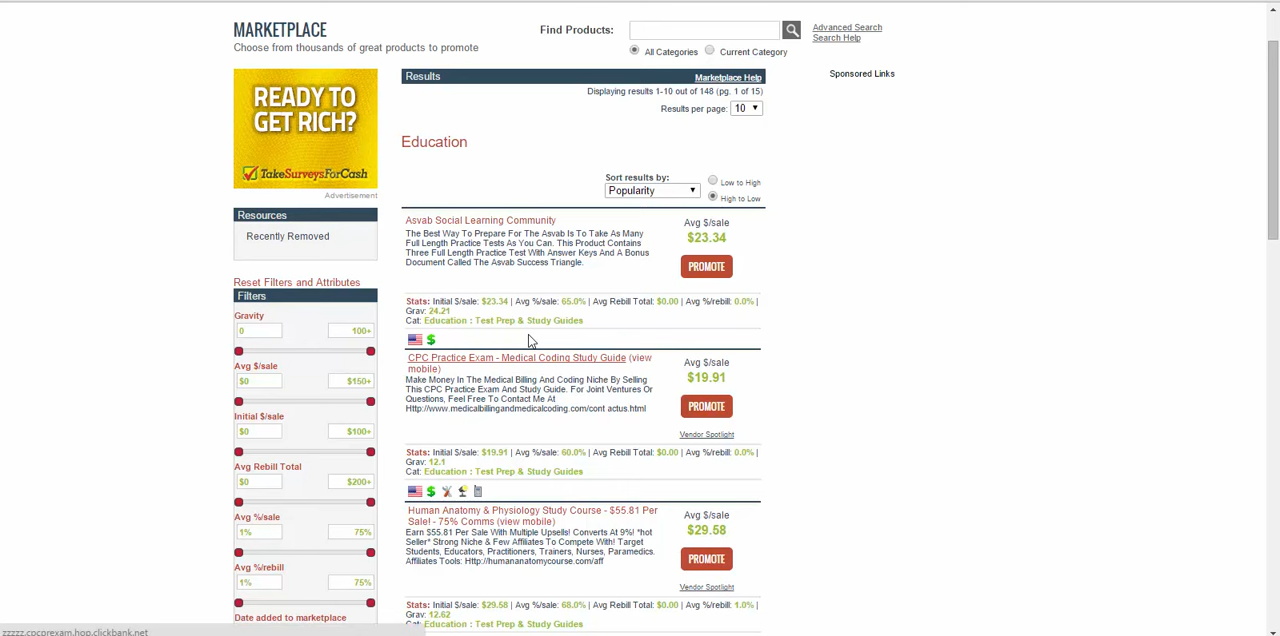 MARKETPLACE
Choose from thousands of great products to promote
Find Products:
Advanced Search
Search Help
All Categories
Current Category
READY TO
GET RICH?
TakeSurveysForCash
Advertisement
Resources
Recently Removed
Reset Filters and Attributes
Filters
Gravity
0 100+
Avg $/sale
$0 $150+
Initial $/sale
$0 $100+
Avg Rebill Total
$0 $200+
Avg %/sale
1% 75%
Avg %/rebill
1% 75%
Date added to marketplace
Results Marketplace Help
Displaying results 1-10 out of 148 (pg. 1 of 15)
Results per page: 10
Education
Sort results by:
Popularity
Low to High
High to Low
Asvab Social Learning Community
The Best Way To Prepare For The Asvab Is To Take As Many
Full Length Practice Tests As You Can. This Product Contains
Three Full Length Practice Test With Answer Keys And A Bonus
Document Called The Asvab Success Triangle.
Avg $/sale
$23.34
PROMOTE
Stats: Initial $/sale: $23.34 | Avg %/sale: 65.0% | Avg Rebill Total: $0.00 | Avg %/rebill: 0.0% |
Grav: 24.21
Cat: Education : Test Prep & Study Guides
CPC Practice Exam - Medical Coding Study Guide (view
mobile)
Make Money In The Medical Billing And Coding Niche By Selling
This CPC Practice Exam And Study Guide. For Joint Ventures Or
Questions, Feel Free To Contact Me At
Http://www.medicalbillingandmedicalcoding.com/cont actus.html
Avg $/sale
$19.91
PROMOTE
Vendor Spotlight
Stats: Initial $/sale: $19.91 | Avg %/sale: 60.0% | Avg Rebill Total: $0.00 | Avg %/rebill: 0.0% |
Grav: 12.1
Cat: Education : Test Prep & Study Guides
Human Anatomy & Physiology Study Course - $55.81 Per
Sale! - 75% Comms (view mobile)
Earn $55.81 Per Sale With Multiple Upsells! Converts At 9%! *hot
Seller* Strong Niche & Few Affiliates To Compete With! Target
Students, Educators, Practitioners, Trainers, Nurses, Paramedics.
Affiliates Tools: Http://humananatomycourse.com/aff
Avg $/sale
$29.58
PROMOTE
Vendor Spotlight
Stats: Initial $/sale: $29.58 | Avg %/sale: 68.0% | Avg Rebill Total: $0.00 | Avg %/rebill: 1.0% |
Grav: 12.62
Cat: Education : Test Prep & Study Guides
Sponsored Links
zzzzz.cpcprexam.hop.clickbank.net